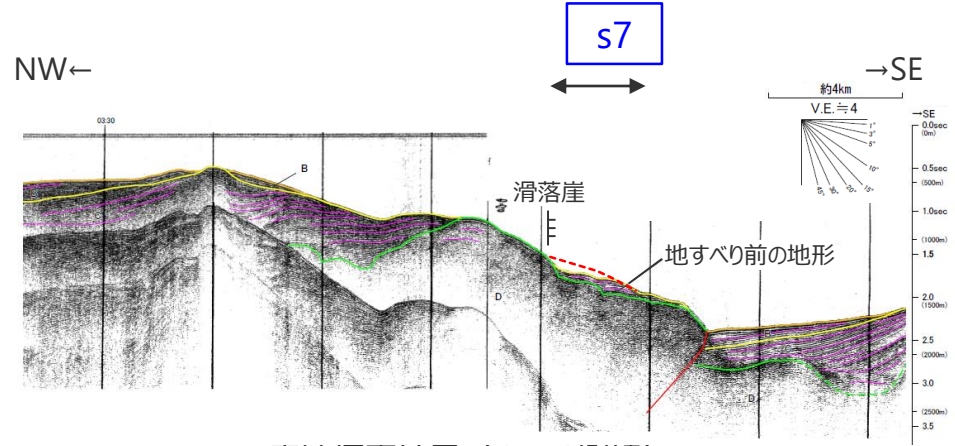 s7
NW← →SE
約4km
V.E.≒4
→SE
03:30
0.0sec
(0m)
1°
3°
5°
10°
15°
20°
30°
45°
B
0.5sec
(500m)
滑落崖
1.0sec
(1000m)
1.5
地すべり前の地形
D
2.0
(1500m)
2.5
(2000m)
D
3.0
(2500m)
3.5